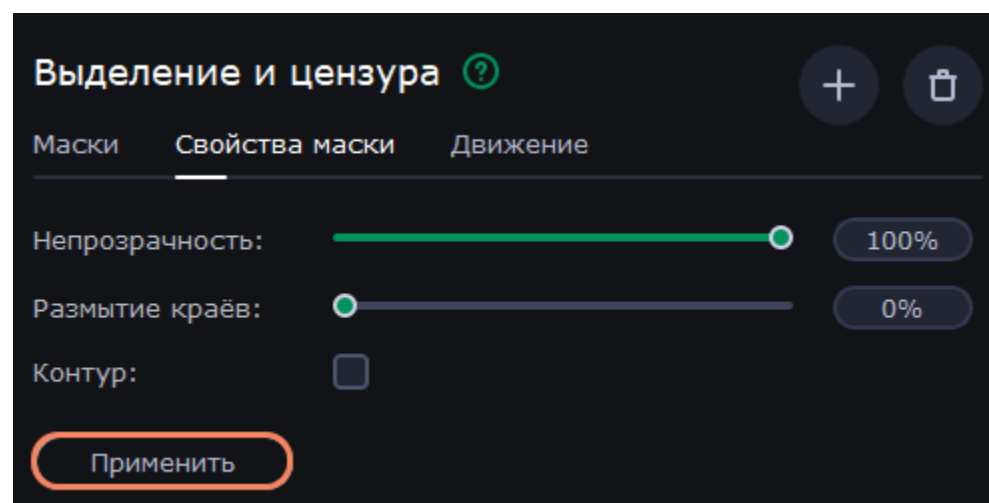 Выделение и цензура ?
Маски Свойства маски Движение
Непрозрачность: 100%
Размытие краёв: 0%
Контур:
Применить